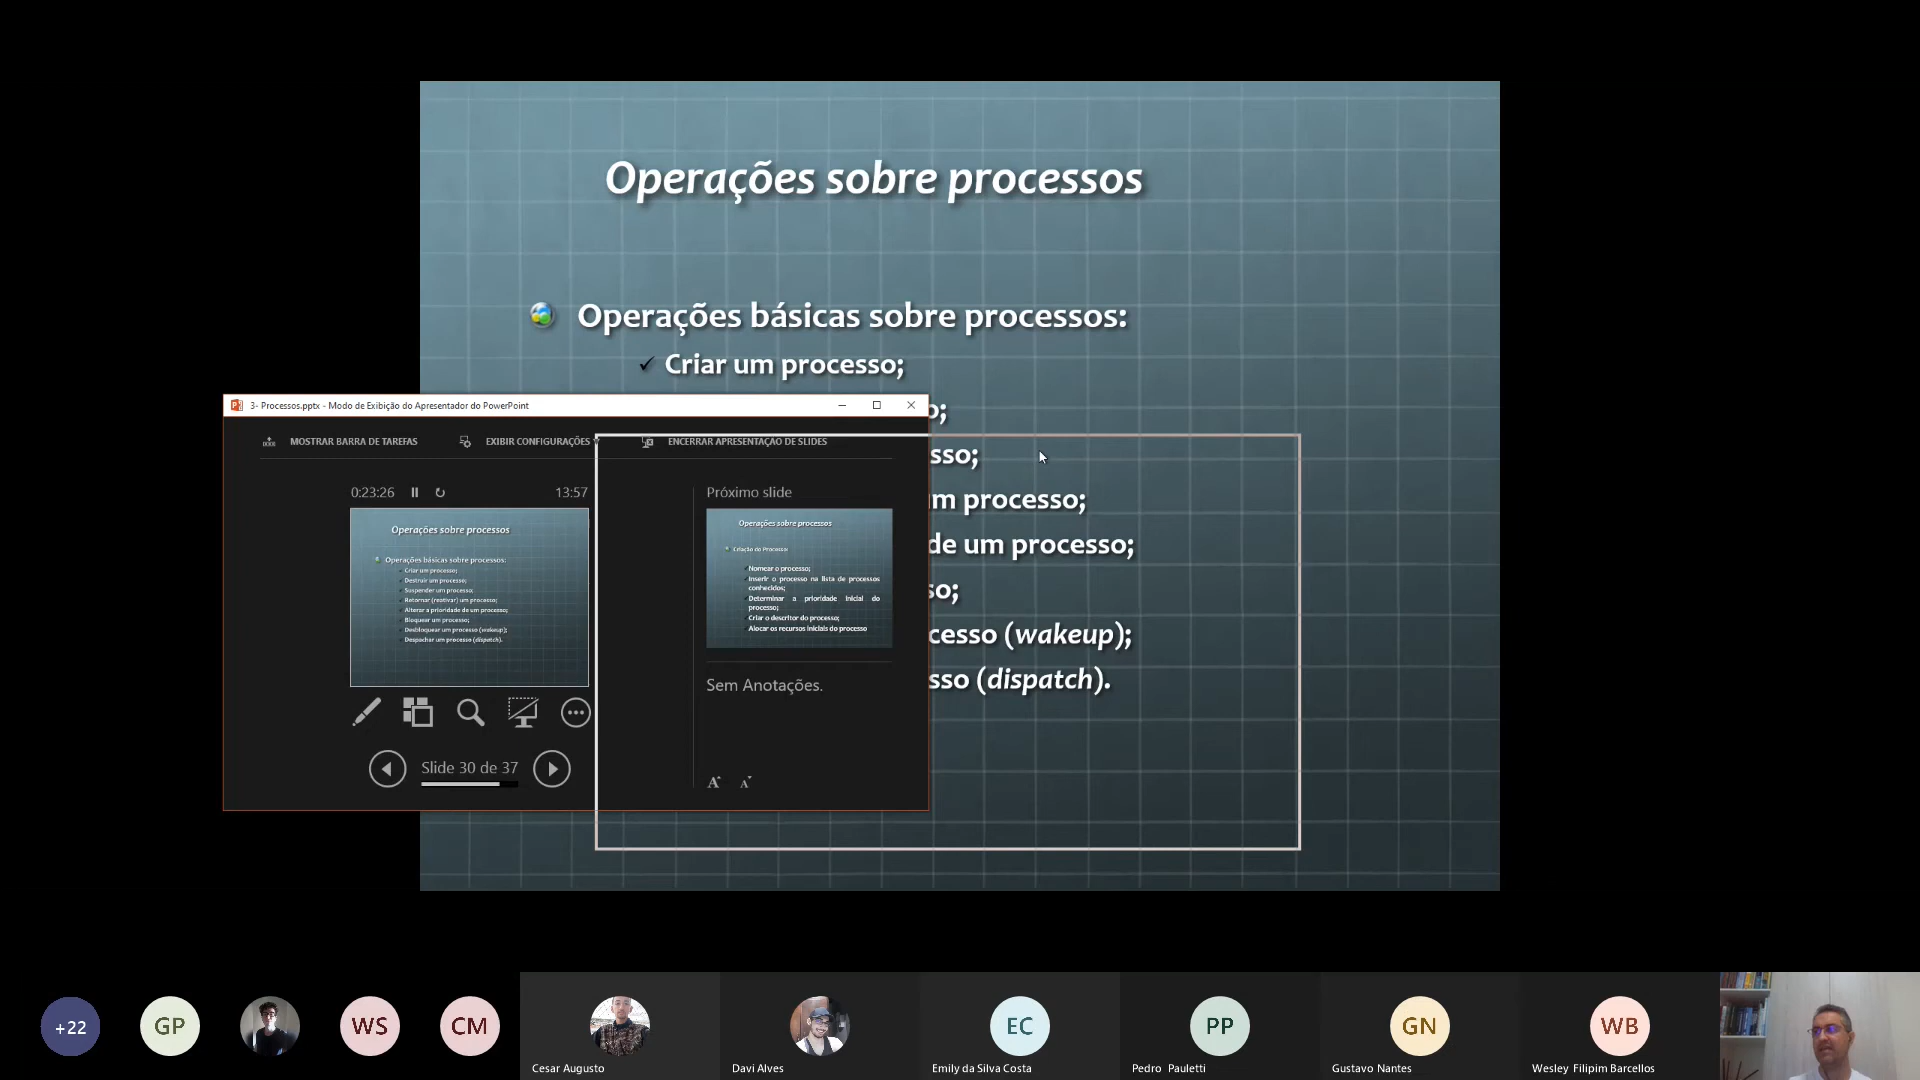 Operações sobre processos
Operações básicas sobre processos:
Criar um processo;
o;
sso;
m processo;
de um processo;
so;
cesso (wakeup);
sso (dispatch).
3- Processos.pptx - Modo de Exibição do Apresentador do PowerPoint
MOSTRAR BARRA DE TAREFAS
EXIBIR CONFIGURAÇÕES
ENCERRAR APRESENTAÇÃO DE SLIDES
0:23:26
13:57
Operações sobre processos
Operações básicas sobre processos:
Criar um processo;
Destruir um processo;
Suspender um processo;
Retornar (reativar) um processo;
Alterar a prioridade de um processo;
Bloquear um processo;
Desbloquear um processo (wakeup);
Despachar um processo (dispatch).
Slide 30 de 37
Próximo slide
Operações sobre processos
Criação do Processo:
Nomear o processo;
Inserir o processo na lista de processos
conhecidos;
Determinar a prioridade inicial do
processo;
Criar o descritor do processo;
Alocar os recursos iniciais do processo
Sem Anotações.
A A
+22
GP
WS
CM
Cesar Augusto
Davi Alves
EC
Emily da Silva Costa
PP
Pedro Pauletti
GN
Gustavo Nantes
WB
Wesley Filipim Barcellos